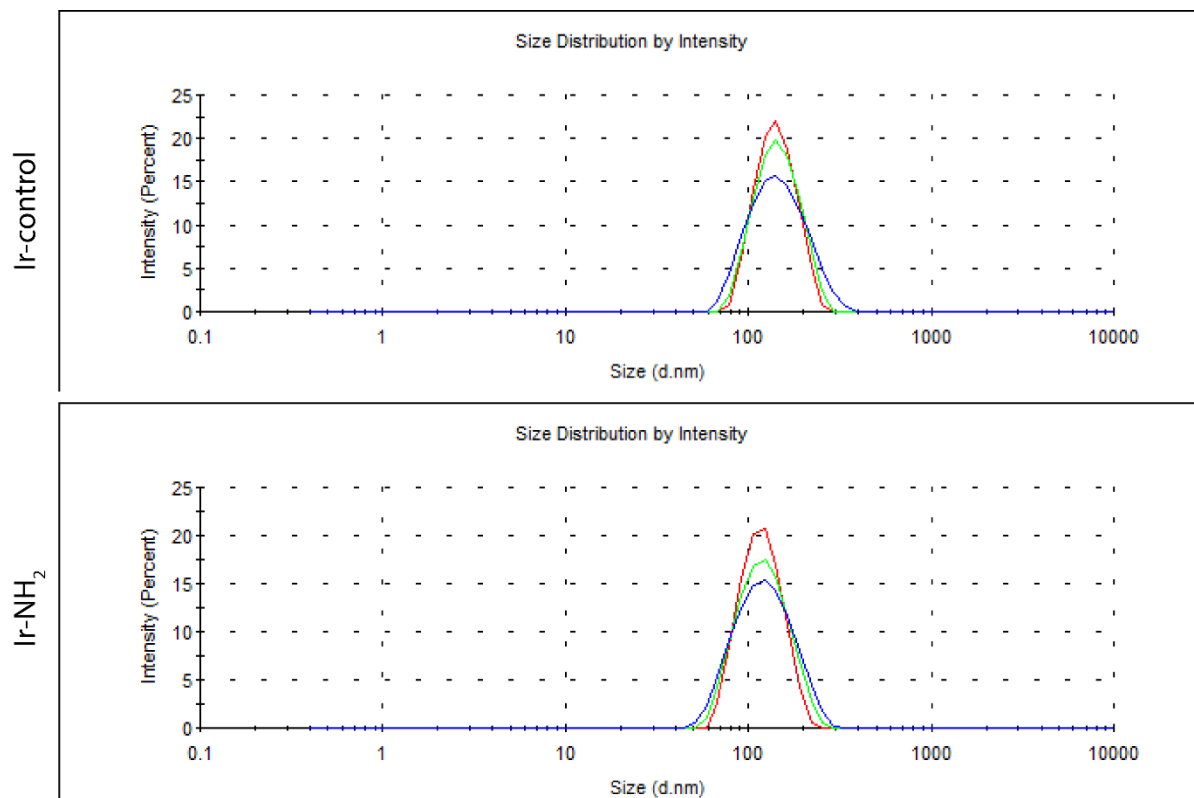 Ir-control
Size Distribution by Intensity
Intensity (Percent)
25
20
15
10
5
0
0.1 1 10 100 1000 10000
Size (d.nm)
Ir-NH₂
Size Distribution by Intensity
Intensity (Percent)
25
20
15
10
5
0
0.1 1 10 100 1000 10000
Size (d.nm)